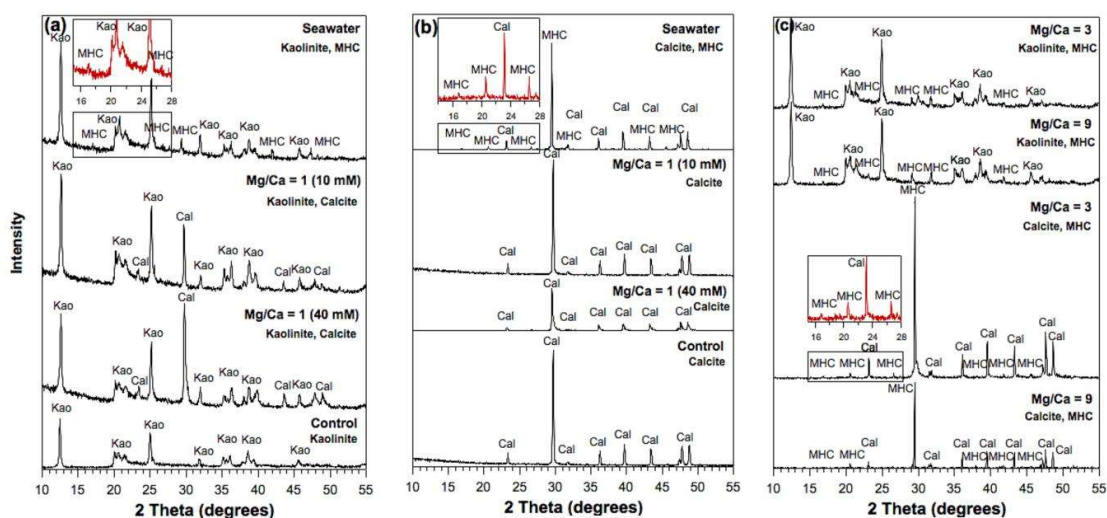 Intensity
(a)
Seawater
Kaolinite, MHC
Kao
Kao
Kao
MHC
MHC
16 20 24 28
MHC Kao Kao MHC MHC Kao Kao Kao MHC Kao MHC
Mg/Ca = 1 (10 mM)
Kaolinite, Calcite
Kao Kao Cal Kao Cal Kao Kao Kao Cal Kao Cal
Mg/Ca = 1 (40 mM)
Kaolinite, Calcite
Kao Kao Cal Kao Cal Kao Kao Kao Cal Kao Cal
Control
Kaolinite
Kao Kao Kao Kao Kao Kao Kao
10 15 20 25 30 35 40 45 50 55
2 Theta (degrees)
(b)
Seawater
Calcite, MHC
Cal
MHC
MHC
MHC
16 20 24 28
MHC
MHC MHC Cal MHC Cal MHC Cal Cal MHC Cal MHC Cal
Mg/Ca = 1 (10 mM)
Calcite
Cal
Cal Cal Cal Cal Cal Cal Cal
Mg/Ca = 1 (40 mM)
Calcite
Cal
Cal Cal Cal Cal Cal Cal
Control
Calcite
Cal
Cal Cal Cal Cal Cal Cal Cal
10 15 20 25 30 35 40 45 50 55
2 Theta (degrees)
(c)
Mg/Ca = 3
Kaolinite, MHC
Kao
MHC Kao MHC Kao MHC Kao MHC Kao Kao MHC Kao
Mg/Ca = 9
Kaolinite, MHC
Kao
MHC Kao MHC Kao MHC MHC Kao Kao MHC Kao
Mg/Ca = 3
Calcite, MHC
MHC
Cal
MHC
MHC
MHC
16 20 24 28
MHC MHC Cal MHC Cal Cal MHC Cal MHC Cal MHC Cal Cal
Mg/Ca = 9
Calcite, MHC
MHC
MHC MHC Cal Cal Cal MHC Cal MHC Cal MHC Cal Cal
10 15 20 25 30 35 40 45 50 55
2 Theta (degrees)